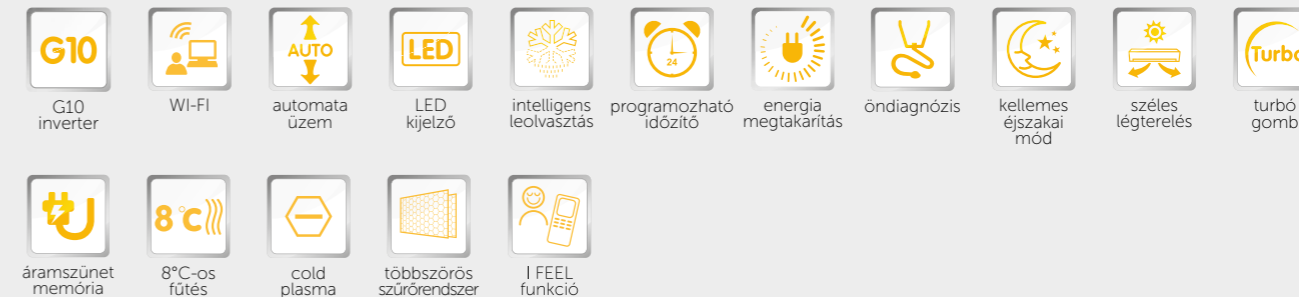 G10
AUTO
LED
24
Turbo
G10
inverter
WI-FI
automata
üzem
LED
kijelző
intelligens
leolvasztás
programozható
időzítő
energia
megtakarítás
öndiagnózis
kellemes
éjszakai
mód
széles
légterelés
turbó
gomb
8°C
áramszünet
memória
8°C-os
fűtés
cold
plasma
többszörös
szűrőrendszer
I FEEL
funkció